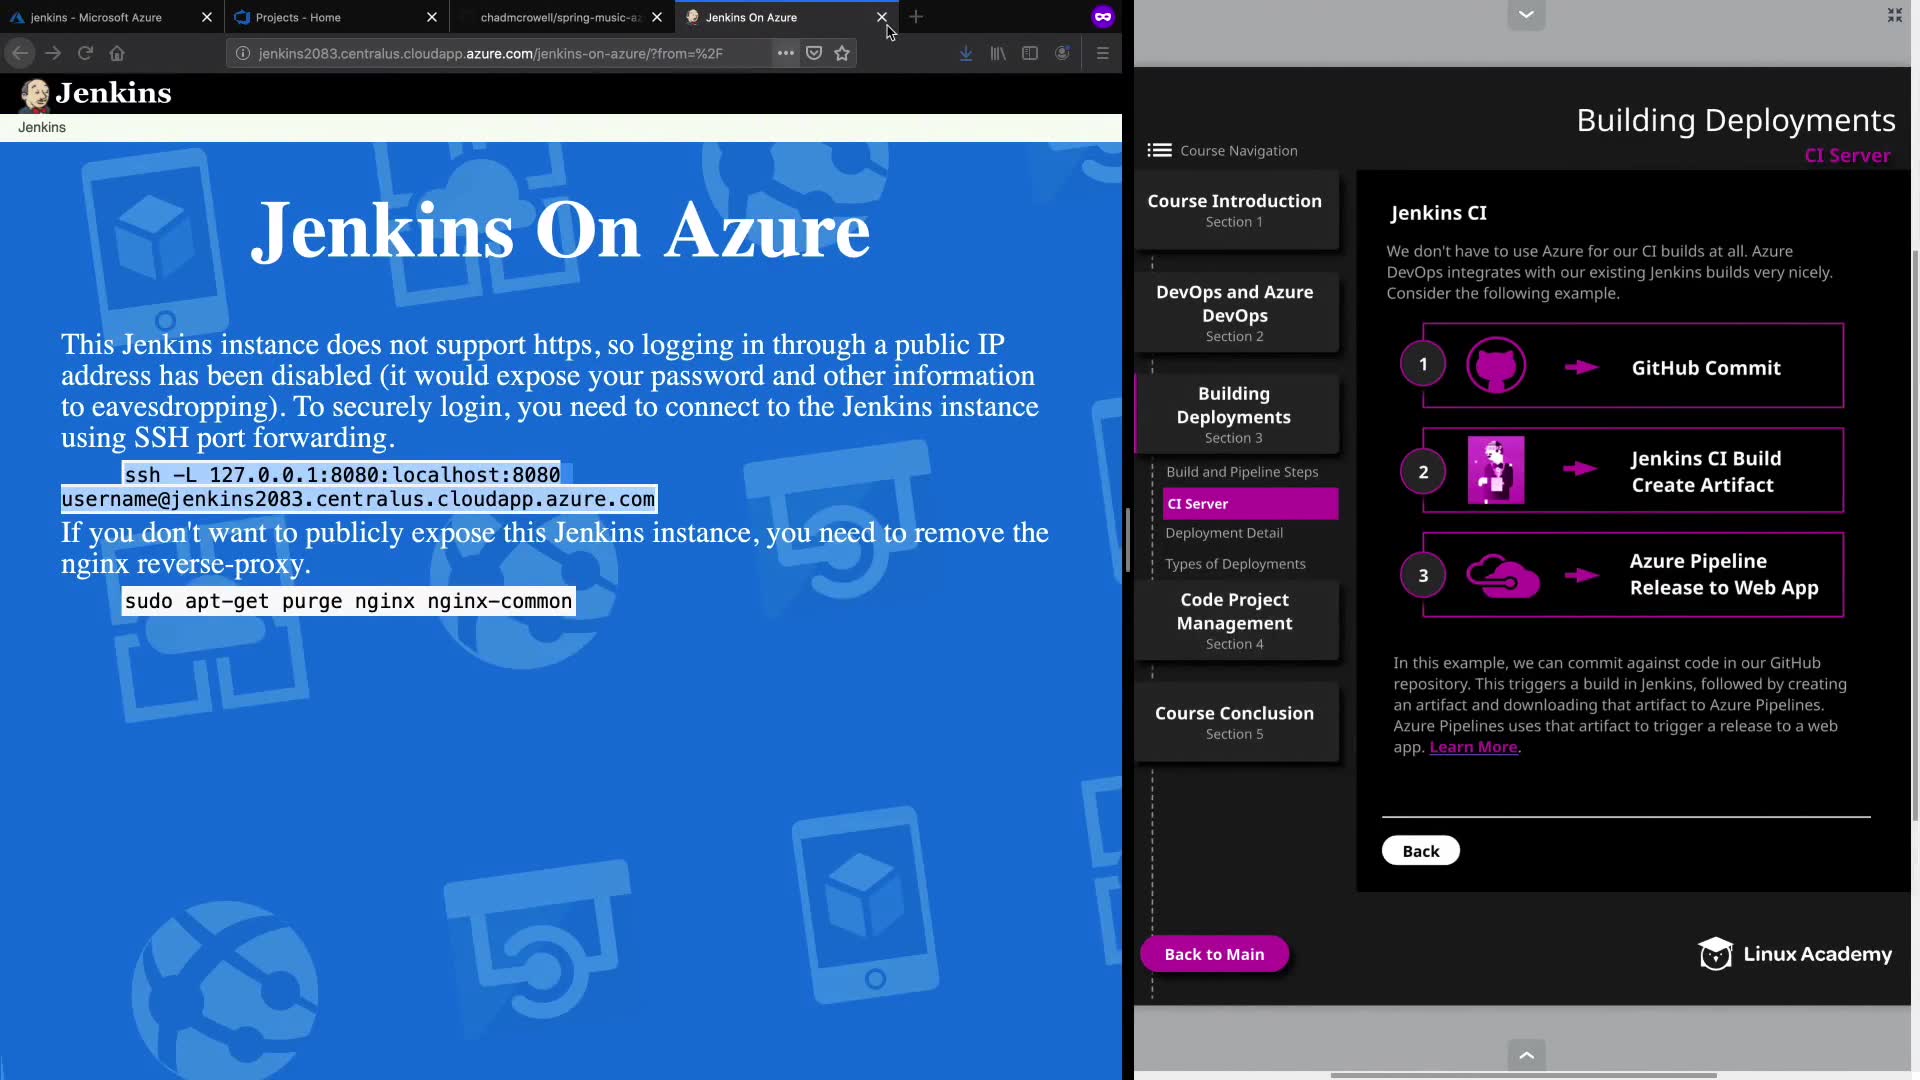 jenkins - Microsoft Azure
Projects - Home
chadmcrowell/spring-music-az
Jenkins On Azure
jenkins2083.centralus.cloudapp.azure.com/jenkins-on-azure/?from=%2F
Jenkins
Jenkins
Jenkins On Azure
This Jenkins instance does not support https, so logging in through a public IP
address has been disabled (it would expose your password and other information
to eavesdropping). To securely login, you need to connect to the Jenkins instance
using SSH port forwarding.
ssh -L 127.0.0.1:8080:localhost:8080
username@jenkins2083.centralus.cloudapp.azure.com
If you don't want to publicly expose this Jenkins instance, you need to remove the
nginx reverse-proxy.
sudo apt-get purge nginx nginx-common
Building Deployments
CI Server
Course Navigation
Course Introduction
Section 1
DevOps and Azure
DevOps
Section 2
Building
Deployments
Section 3
Build and Pipeline Steps
CI Server
Deployment Detail
Types of Deployments
Code Project
Management
Section 4
Course Conclusion
Section 5
Back to Main
Jenkins CI
We don't have to use Azure for our CI builds at all. Azure
DevOps integrates with our existing Jenkins builds very nicely.
Consider the following example.
1
GitHub Commit
2
Jenkins CI Build
Create Artifact
3
Azure Pipeline
Release to Web App
In this example, we can commit against code in our GitHub
repository. This triggers a build in Jenkins, followed by creating
an artifact and downloading that artifact to Azure Pipelines.
Azure Pipelines uses that artifact to trigger a release to a web
app. Learn More.
Back
Linux Academy